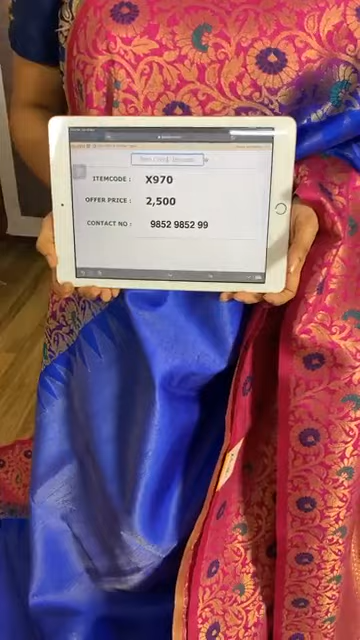 ITEMCODE : X970
OFFER PRICE : 2,500
CONTACT NO : 9852 9852 99